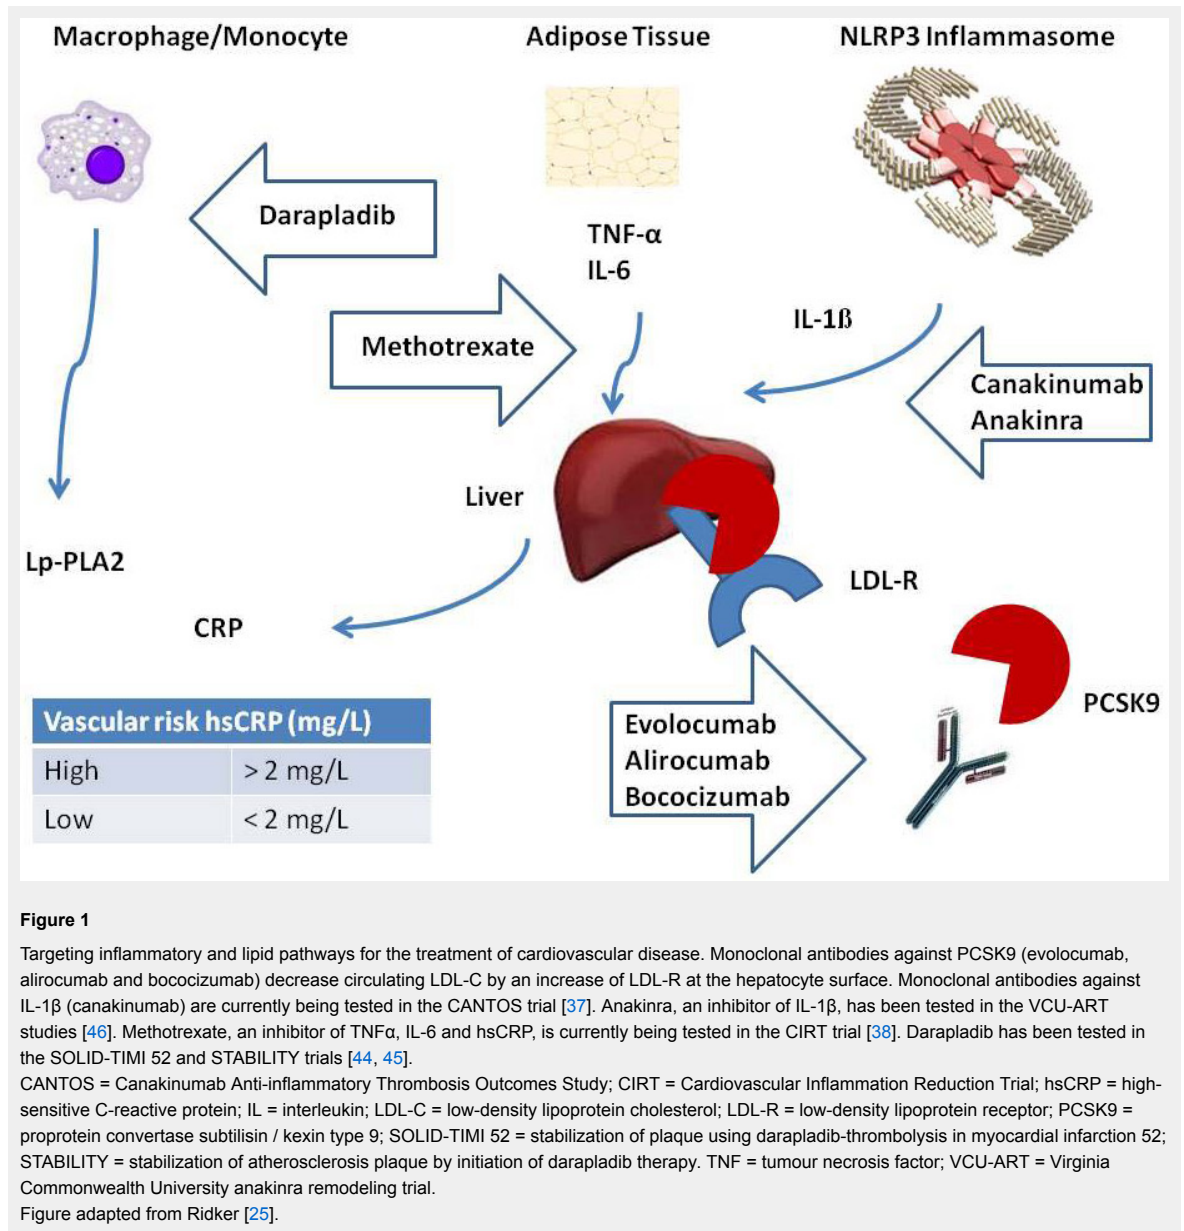 Macrophage/Monocyte
Adipose Tissue
NLRP3 Inflammasome
Darapladib
TNF-α
IL-6
IL-1ß
Methotrexate
Canakinumab
Anakinra
Liver
Lp-PLA2
LDL-R
CRP
PCSK9
Vascular risk hsCRP (mg/L)
High > 2 mg/L
Low < 2 mg/L
Evolocumab
Alirocumab
Bococizumab
Figure 1
Targeting inflammatory and lipid pathways for the treatment of cardiovascular disease. Monoclonal antibodies against PCSK9 (evolocumab,
alirocumab and bococizumab) decrease circulating LDL-C by an increase of LDL-R at the hepatocyte surface. Monoclonal antibodies against
IL-1β (canakinumab) are currently being tested in the CANTOS trial [37]. Anakinra, an inhibitor of IL-1β, has been tested in the VCU-ART
studies [46]. Methotrexate, an inhibitor of TNFα, IL-6 and hsCRP, is currently being tested in the CIRT trial [38]. Darapladib has been tested in
the SOLID-TIMI 52 and STABILITY trials [44, 45].
CANTOS = Canakinumab Anti-inflammatory Thrombosis Outcomes Study; CIRT = Cardiovascular Inflammation Reduction Trial; hsCRP = high-
sensitive C-reactive protein; IL = interleukin; LDL-C = low-density lipoprotein cholesterol; LDL-R = low-density lipoprotein receptor; PCSK9 =
proprotein convertase subtilisin / kexin type 9; SOLID-TIMI 52 = stabilization of plaque using darapladib-thrombolysis in myocardial infarction 52;
STABILITY = stabilization of atherosclerosis plaque by initiation of darapladib therapy. TNF = tumour necrosis factor; VCU-ART = Virginia
Commonwealth University anakinra remodeling trial.
Figure adapted from Ridker [25].